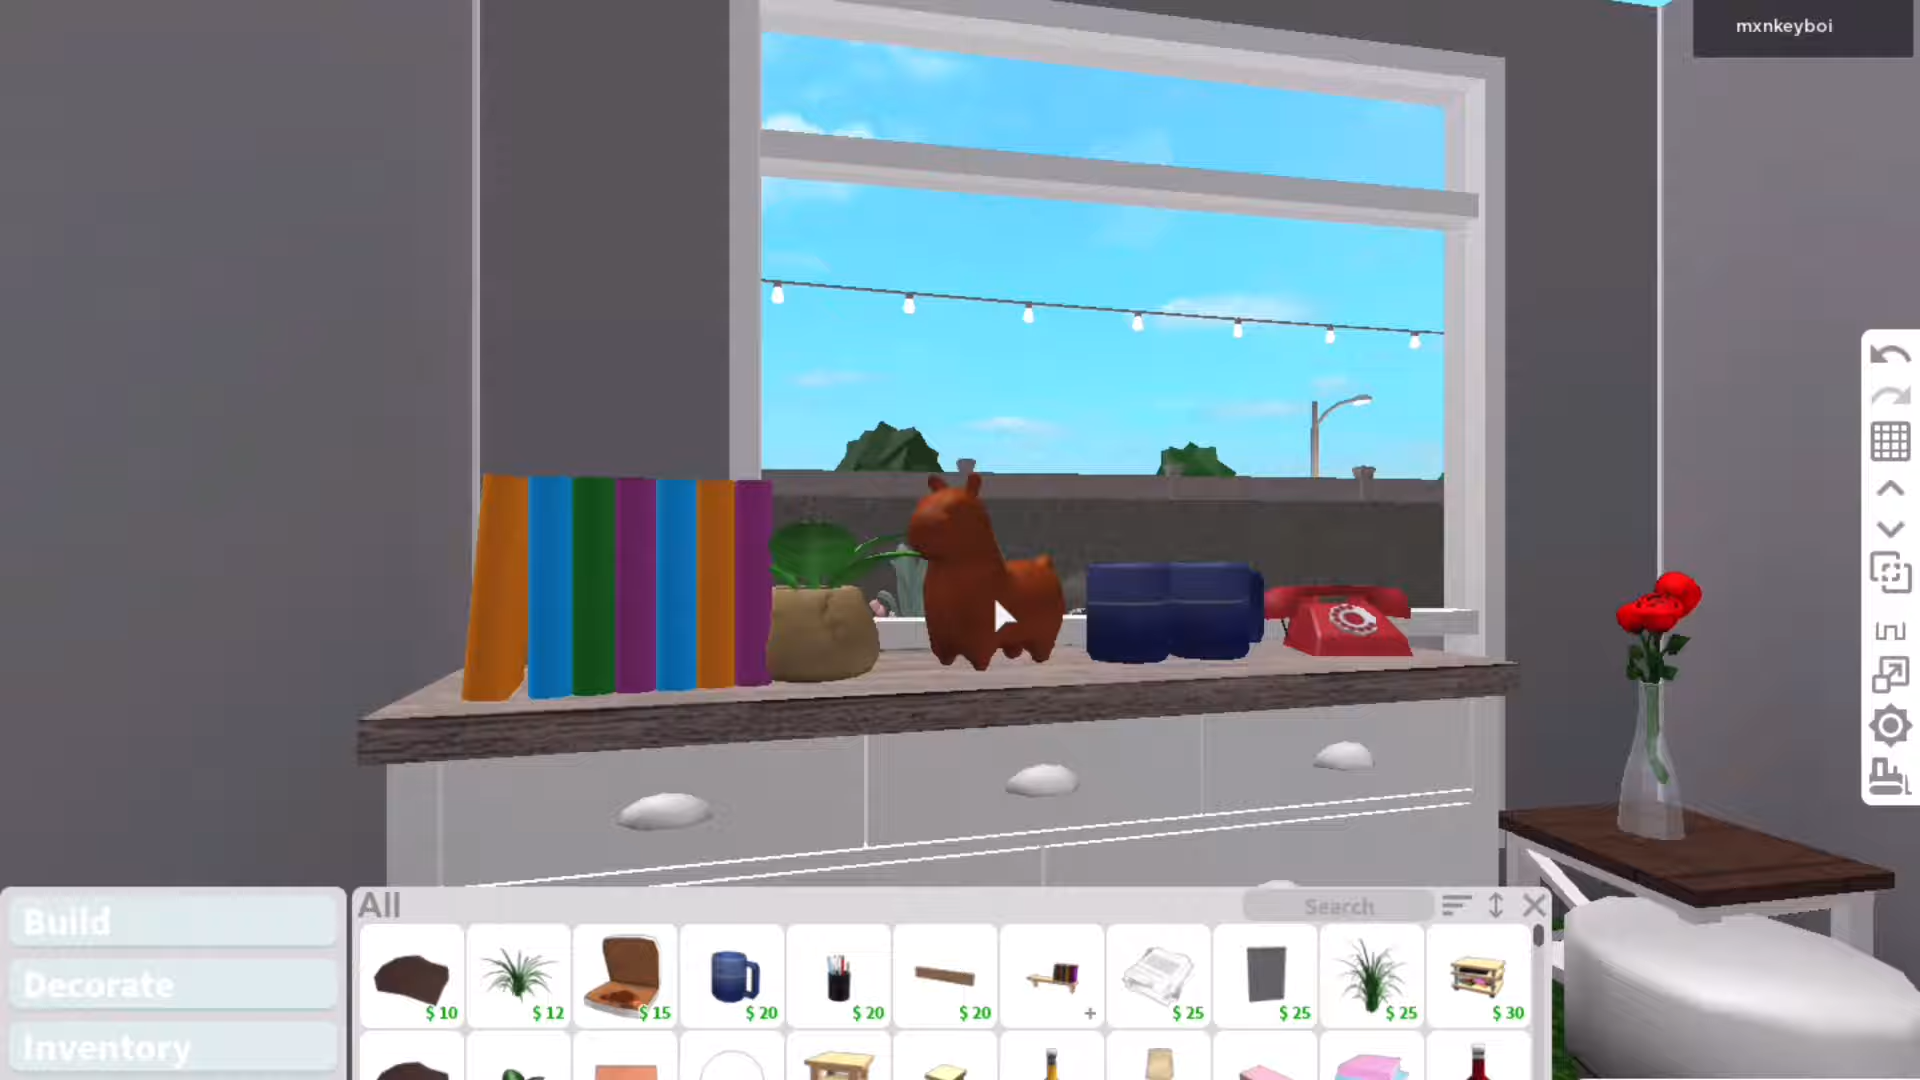 mxnkeyboi
All
Search
Build
Decorate
Inventory
$ 10
$ 12
$ 15
$ 20
$ 20
$ 20
+
$ 25
$ 25
$ 25
$ 30